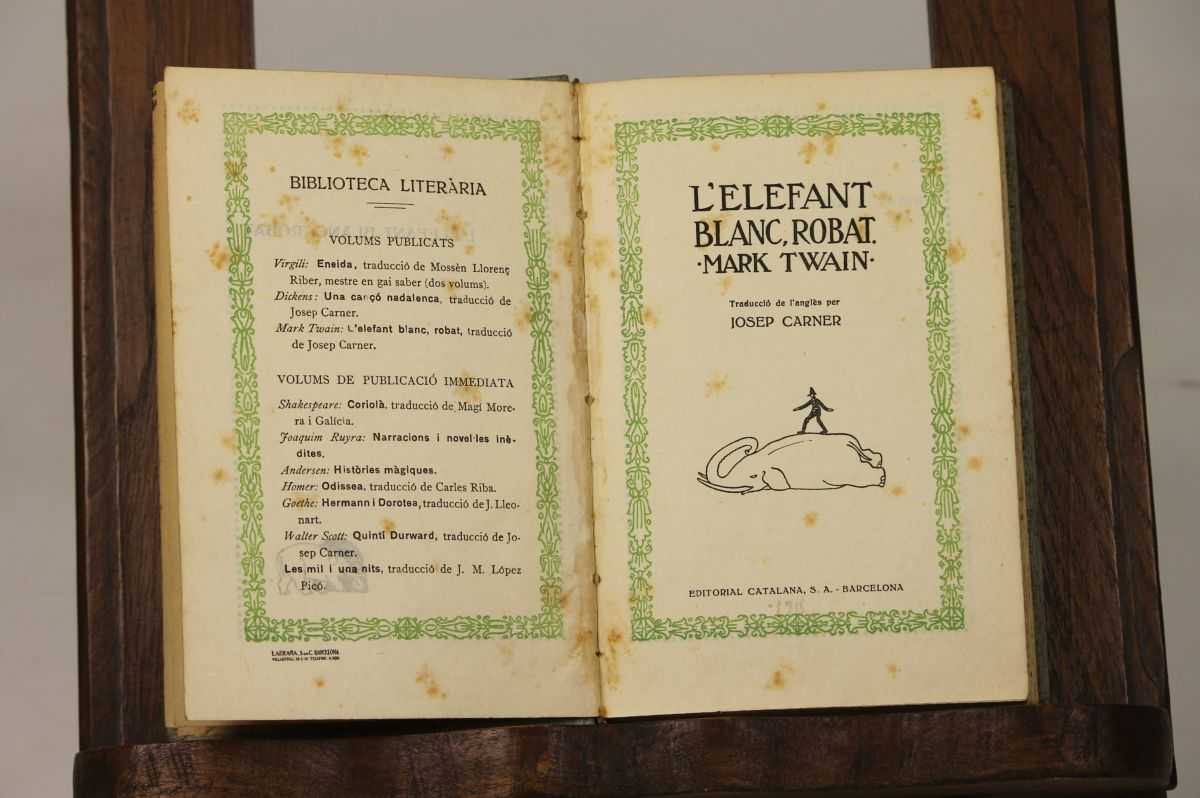 BIBLIOTECA LITERÀRIA
VOLUMS PUBLICATS
Virgili: Eneida, traducció de Mossèn Llorenç
Riber, mestre en gai saber (dos volums).
Dickens: Una cançó nadalenca, traducció de
Josep Carner.
Mark Twain: L'elefant blanc, robat, traducció
de Josep Carner.
VOLUMS DE PUBLICACIÓ IMMEDIATA
Shakespeare: Coriolà, traducció de Magí More-
ra i Galícia.
Joaquim Ruyra: Narracions i novel·les inè-
dites.
Andersen: Històries màgiques.
Homer: Odissea, traducció de Carles Riba.
Goethe: Hermann i Dorotea, traducció de J. Lleo-
nart.
Walter Scott: Quintí Durward, traducció de Jo-
sep Carner.
Les mil i una nits, traducció de J. M. López
Picó.
BARCELONA
L'ELEFANT
BLANC, ROBAT.
·MARK TWAIN·
Traducció de l'anglès per
JOSEP CARNER
EDITORIAL CATALANA, S. A. - BARCELONA